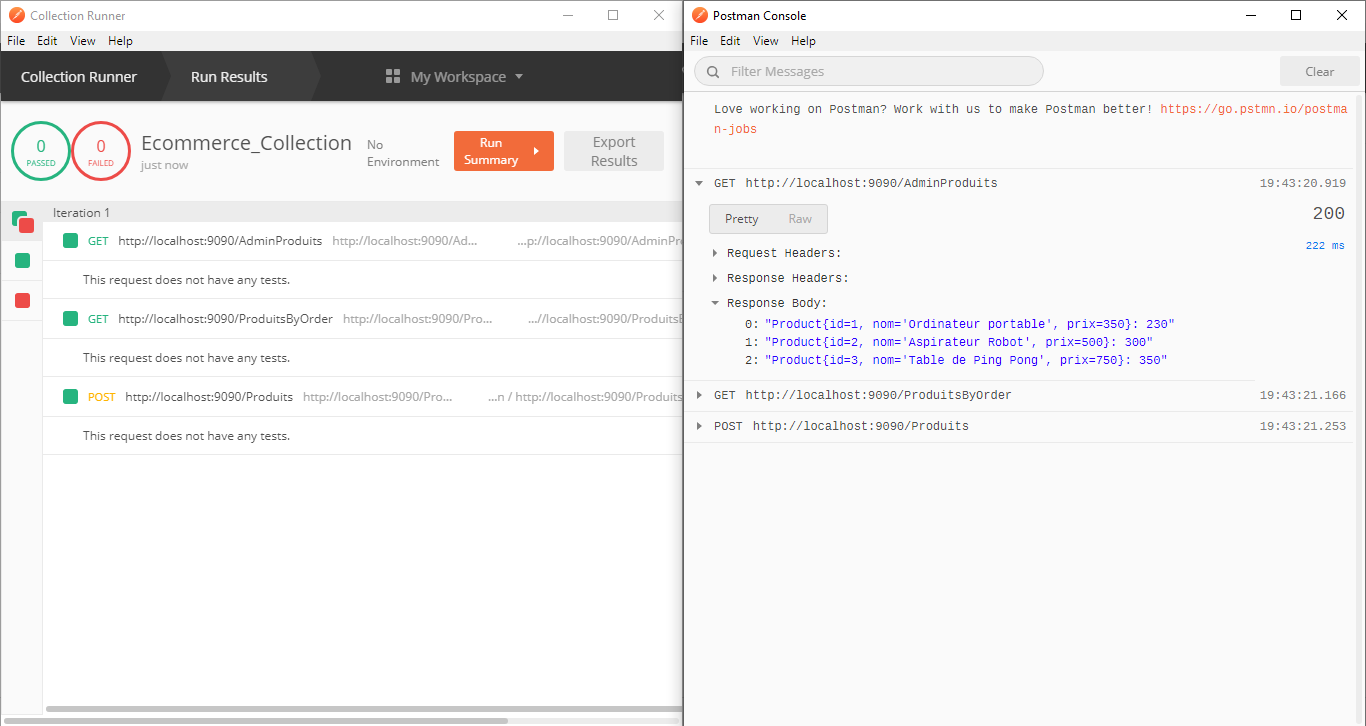 Collection Runner
File Edit View Help
Collection Runner Run Results My Workspace
0 PASSED
0 FAILED
Ecommerce_Collection
just now
No Environment
Run Summary
Export Results
Iteration 1
GET http://localhost:9090/AdminProduits http://localhost:9090/Ad... ...p://localhost:9090/AdminPr
This request does not have any tests.
GET http://localhost:9090/ProduitsByOrder http://localhost:9090/Pro... ...//localhost:9090/ProduitsB
This request does not have any tests.
POST http://localhost:9090/Produits http://localhost:9090/Pro... ...n / http://localhost:9090/Produits
This request does not have any tests.
Postman Console
File Edit View Help
Filter Messages Clear
Love working on Postman? Work with us to make Postman better! https://go.pstmn.io/postma
n-jobs
GET http://localhost:9090/AdminProduits 19:43:20.919
Pretty Raw 200
222 ms
Request Headers:
Response Headers:
Response Body:
0: "Product{id=1, nom='Ordinateur portable', prix=350}: 230"
1: "Product{id=2, nom='Aspirateur Robot', prix=500}: 300"
2: "Product{id=3, nom='Table de Ping Pong', prix=750}: 350"
GET http://localhost:9090/ProduitsByOrder 19:43:21.166
POST http://localhost:9090/Produits 19:43:21.253